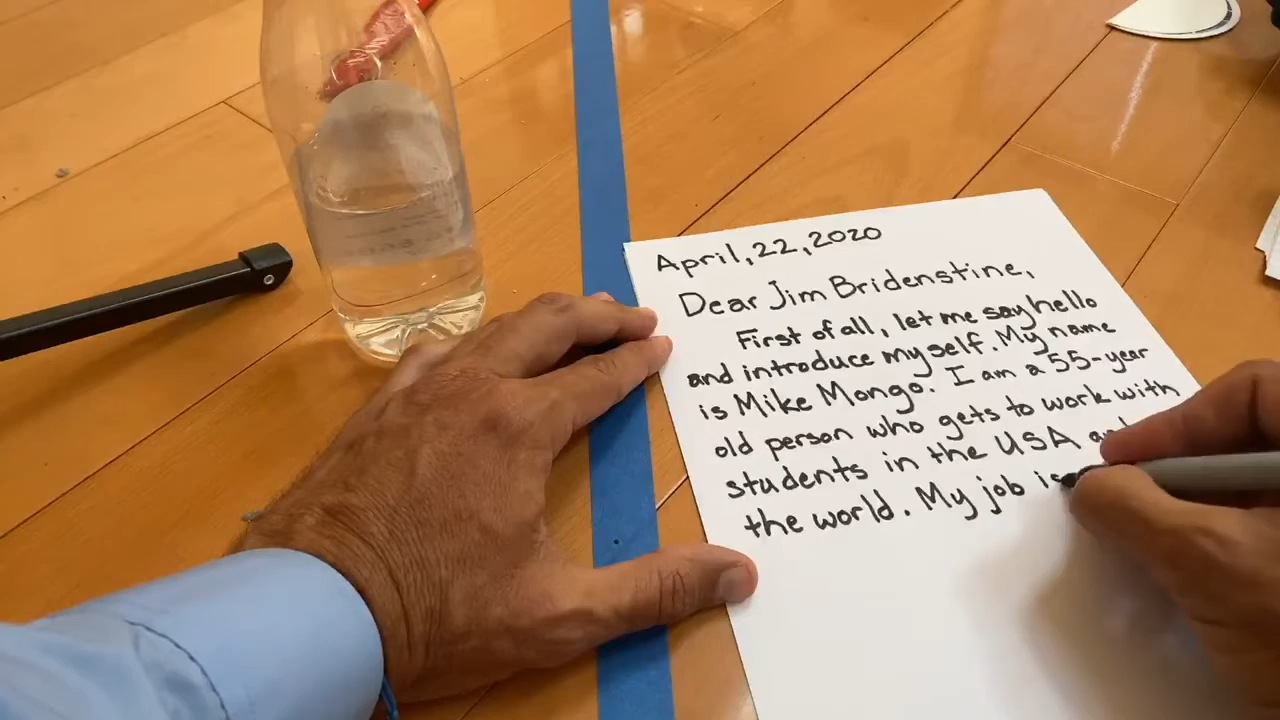 April, 22, 2020
Dear Jim Bridenstine,
First of all, let me say hello
and introduce myself. My name
is Mike Mongo. I am a 55-year
old person who gets to work with
students in the USA
the world. My job is